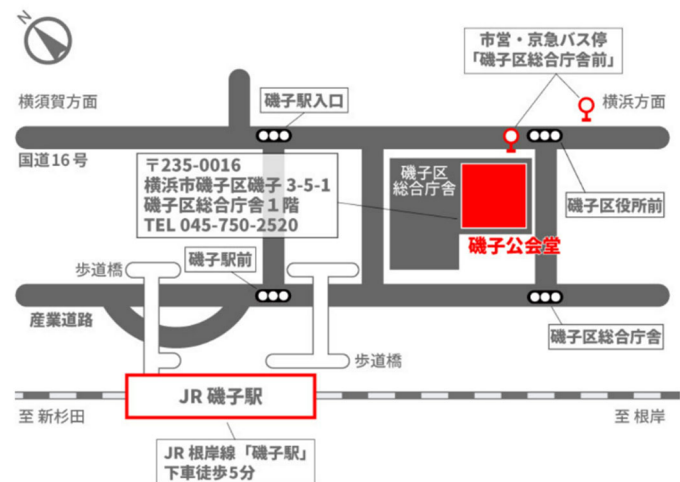 N
市営・京急バス停
「磯子区総合庁舎前」
横須賀方面
磯子駅入口
横浜方面
国道16号
〒235-0016
横浜市磯子区磯子 3-5-1
磯子区総合庁舎1階
TEL 045-750-2520
磯子区
総合庁舎
磯子区役所前
磯子公会堂
歩道橋
磯子駅前
産業道路
磯子区総合庁舎
歩道橋
JR 磯子駅
至 新杉田
至 根岸
JR 根岸線「磯子駅」
下車徒歩5分